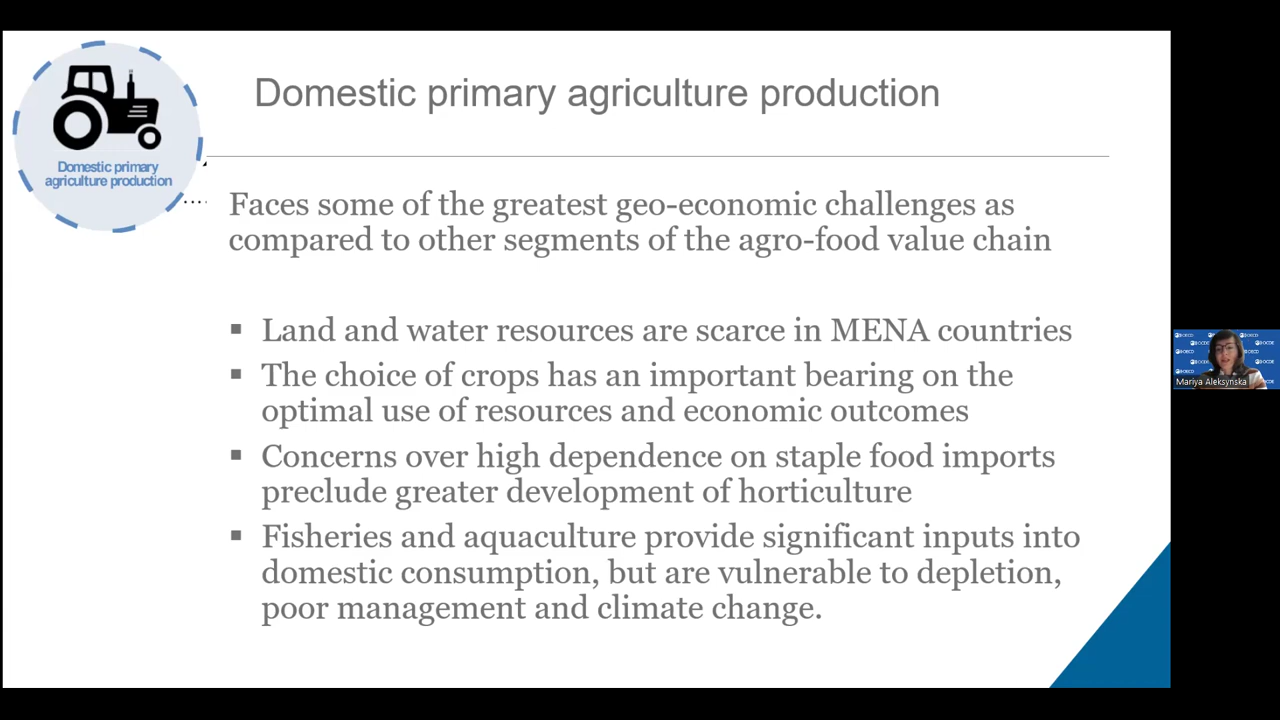 Domestic primary agriculture production
Domestic primary
agriculture production
Faces some of the greatest geo-economic challenges as
compared to other segments of the agro-food value chain
▪ Land and water resources are scarce in MENA countries
▪ The choice of crops has an important bearing on the
optimal use of resources and economic outcomes
▪ Concerns over high dependence on staple food imports
preclude greater development of horticulture
▪ Fisheries and aquaculture provide significant inputs into
domestic consumption, but are vulnerable to depletion,
poor management and climate change.
Mariya Aleksynska